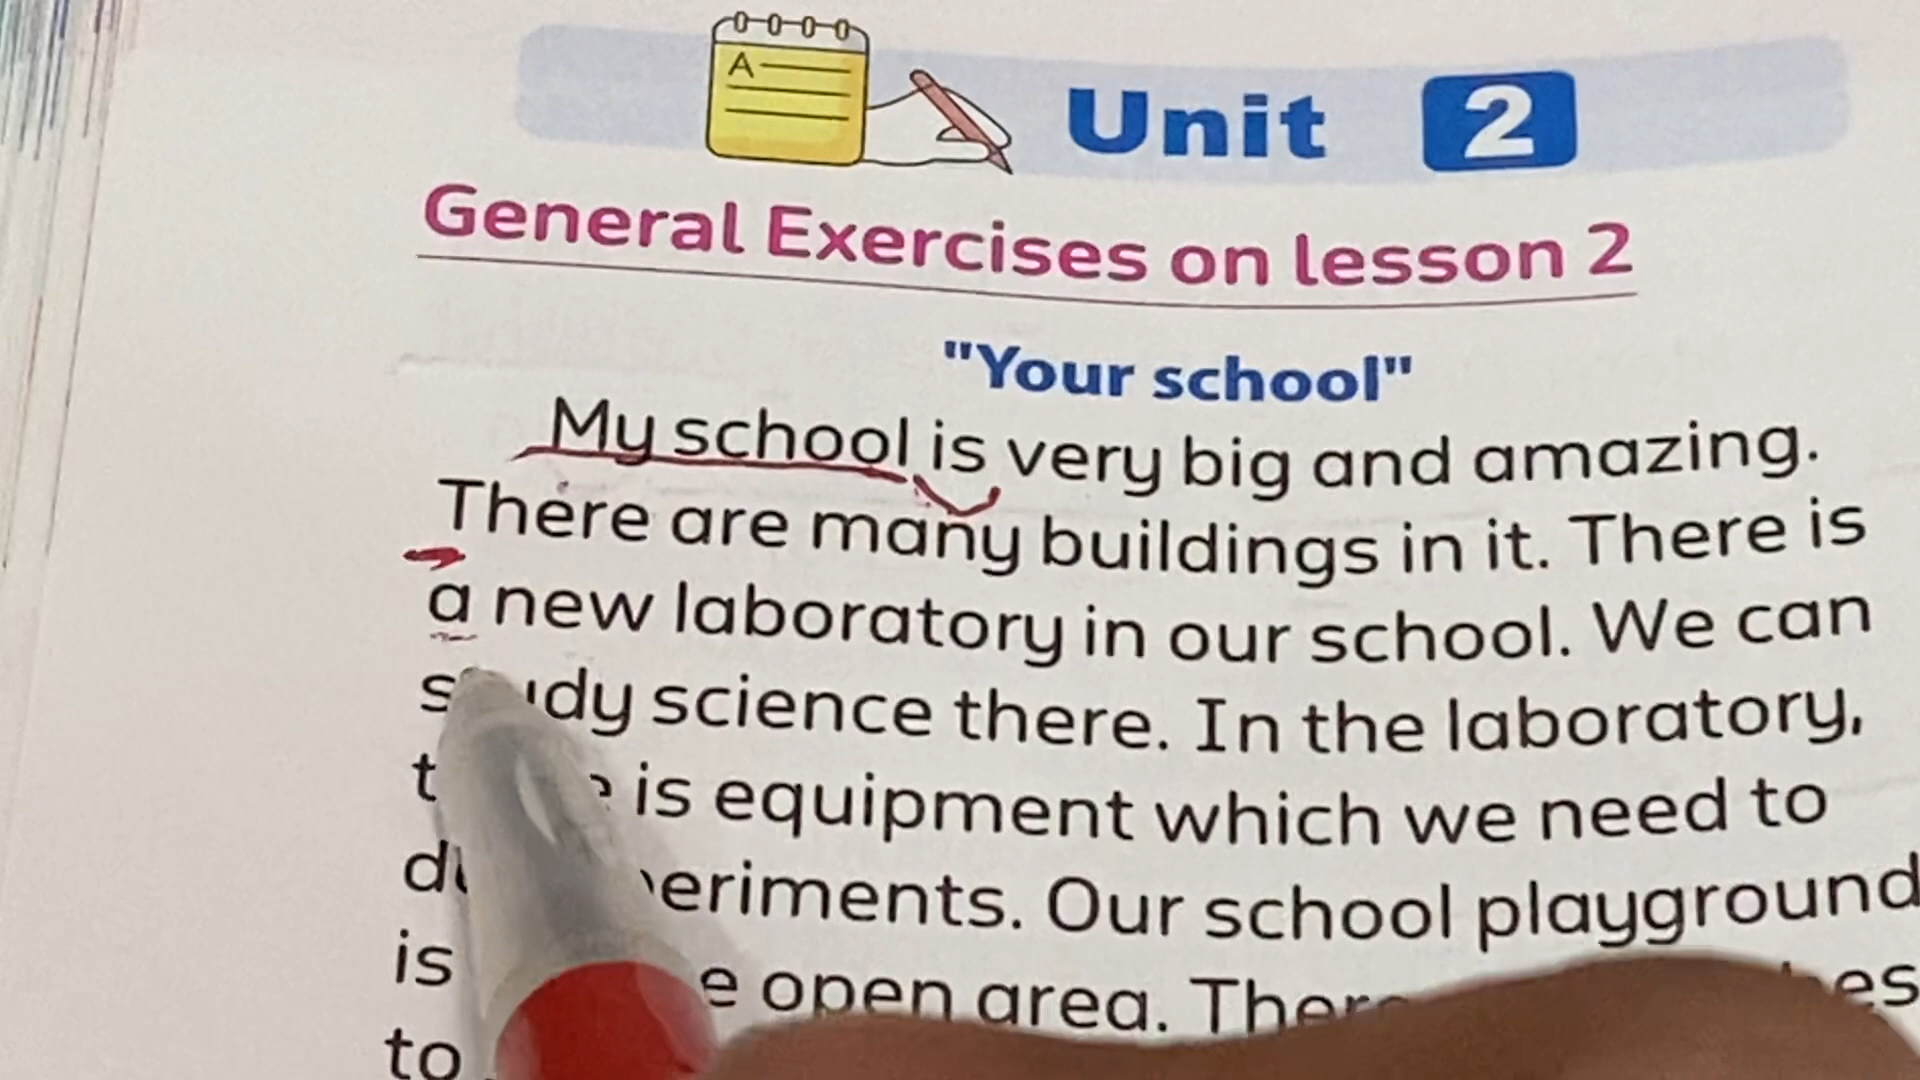 A
Unit 2
General Exercises on lesson 2
"Your school"
My school is very big and amazing.
There are many buildings in it. There is
a new laboratory in our school. We can
science there. In the laboratory,
is equipment which we need to
Our school playground
is open area.
to